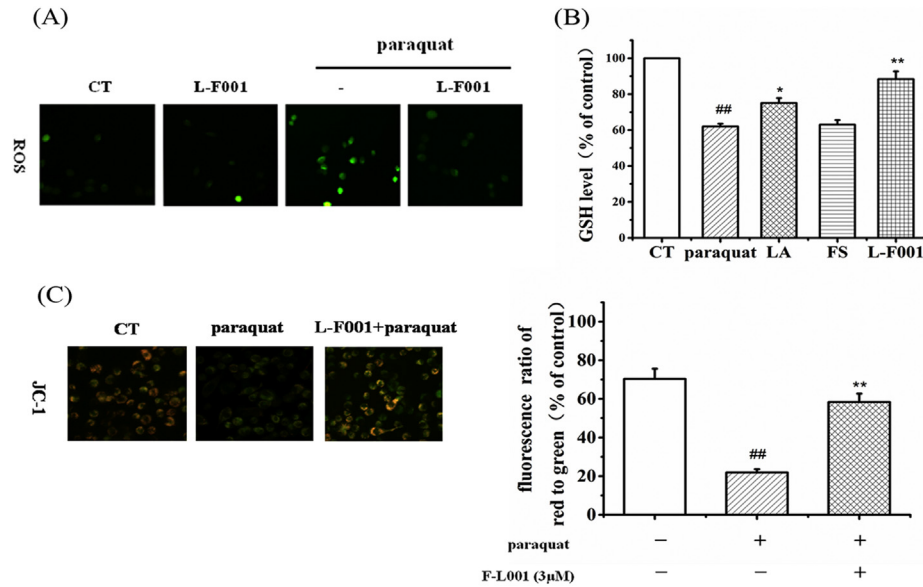 (A)
paraquat
CT L-F001 - L-F001
ROS
(B)
GSH level (% of control)
100
80
60
40
20
0
##
*
**
CT paraquat LA FS L-F001
(C)
CT paraquat L-F001+paraquat
JC-1
fluorescence ratio of
red to green (% of control)
100
80
60
40
20
0
##
**
paraquat − + +
F-L001 (3μM) − − +